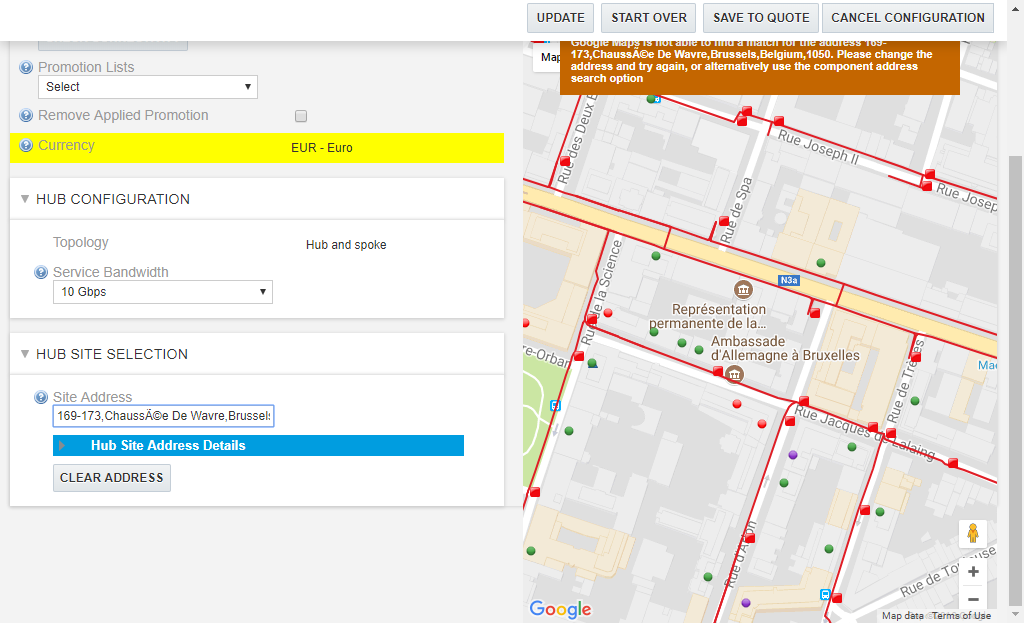 UPDATE
START OVER
SAVE TO QUOTE
CANCEL CONFIGURATION
Promotion Lists
Select
Remove Applied Promotion
Currency
EUR - Euro
HUB CONFIGURATION
Topology
Hub and spoke
Service Bandwidth
10 Gbps
HUB SITE SELECTION
Site Address
169-173,ChaussÃ©e De Wavre,Brussels
Hub Site Address Details
CLEAR ADDRESS
Map
Google Maps is not able to find a match for the address 169-
173,ChaussÃ©e De Wavre,Brussels,Belgium,1050. Please change the
address and try again, or alternatively use the component address
search option
Rue des Deux
Rue Joseph II
Rue Josep
Rue de Spa
Rue de la Science
N3a
Représentation
permanente de la...
Ambassade
d'Allemagne à Bruxelles
re-Orban
Rue de Trèves
Mae
Rue Jacques de Lalaing
Rue d'Arlon
Rue de Toulouse
Google
Map data
Terms of Use